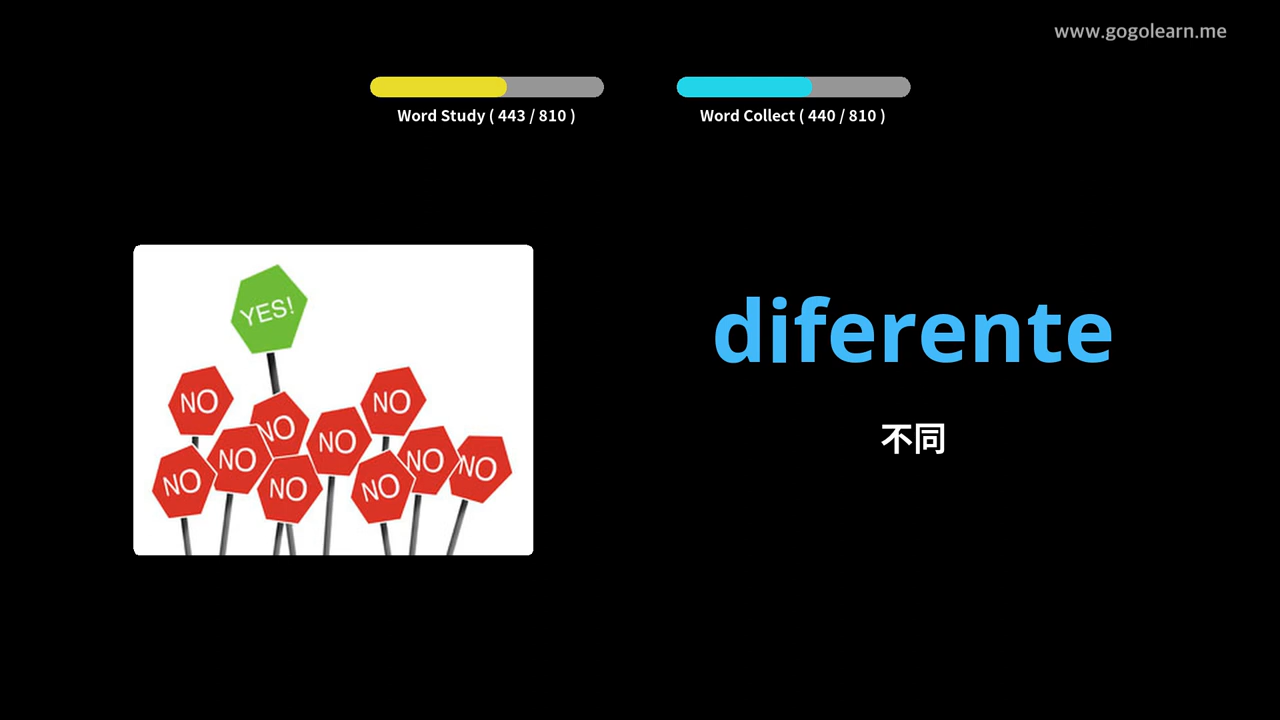 www.gogolearn.me
Word Study ( 443 / 810 )
Word Collect ( 440 / 810 )
YES!
NO
NO
NO
NO
NO
NO
NO
NO
NO
NO
diferente
不同